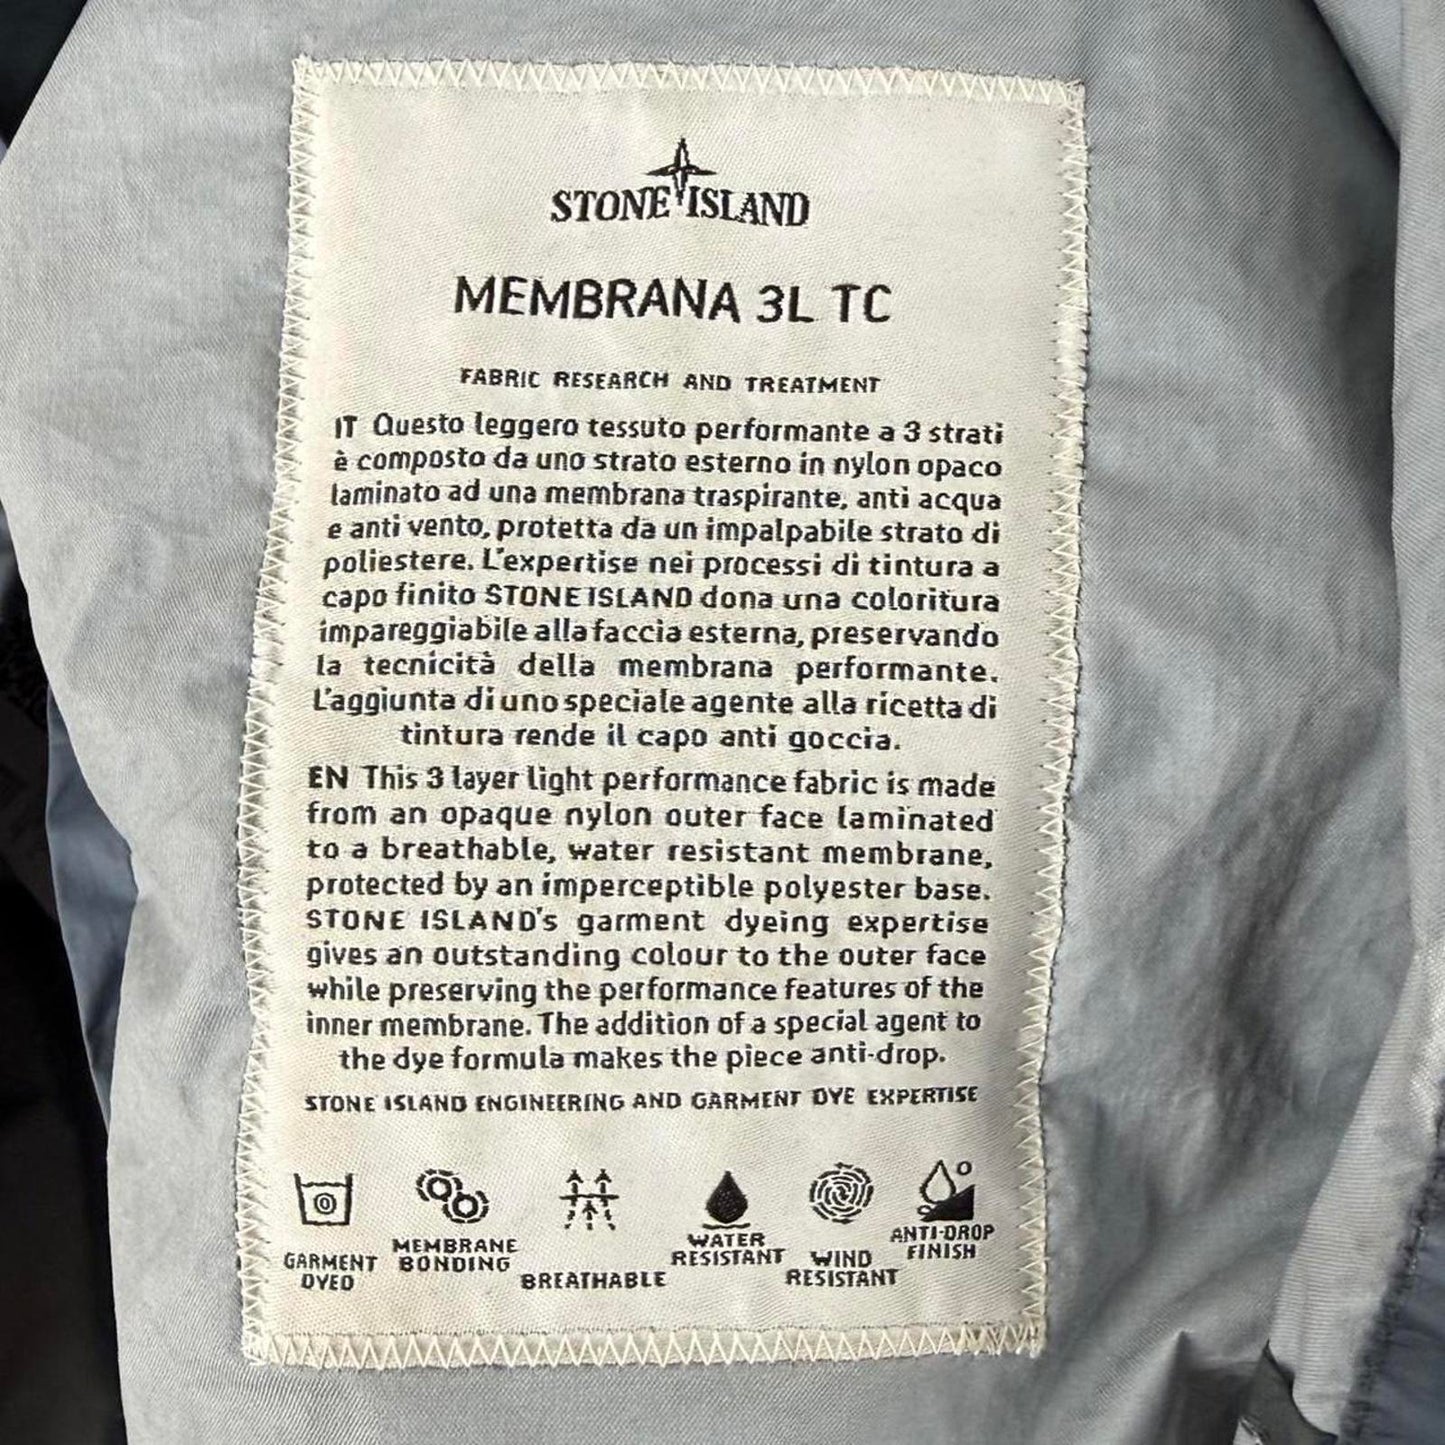 STONE ISLAND
MEMBRANA 3L TC
FABRIC RESEARCH AND TREATMENT
IT Questo leggero tessuto performante a 3 strati
è composto da uno strato esterno in nylon opaco
laminato ad una membrana traspirante, anti acqua
e anti vento, protetta da un impalpabile strato di
poliestere. L'expertise nei processi di tintura a
capo finito STONE ISLAND dona una coloritura
impareggiabile alla faccia esterna, preservando
la tecnicità della membrana performante.
L'aggiunta di uno speciale agente alla ricetta di
tintura rende il capo anti goccia.
EN This 3 layer light performance fabric is made
from an opaque nylon outer face laminated
to a breathable, water resistant membrane,
protected by an imperceptible polyester base.
STONE ISLAND's garment dyeing expertise
gives an outstanding colour to the outer face
while preserving the performance features of the
inner membrane. The addition of a special agent to
the dye formula makes the piece anti-drop.
STONE ISLAND ENGINEERING AND GARMENT DYE EXPERTISE
GARMENT
DYED
MEMBRANE
BONDING
BREATHABLE
WATER
RESISTANT
WIND
RESISTANT
ANTI-DROP
FINISH